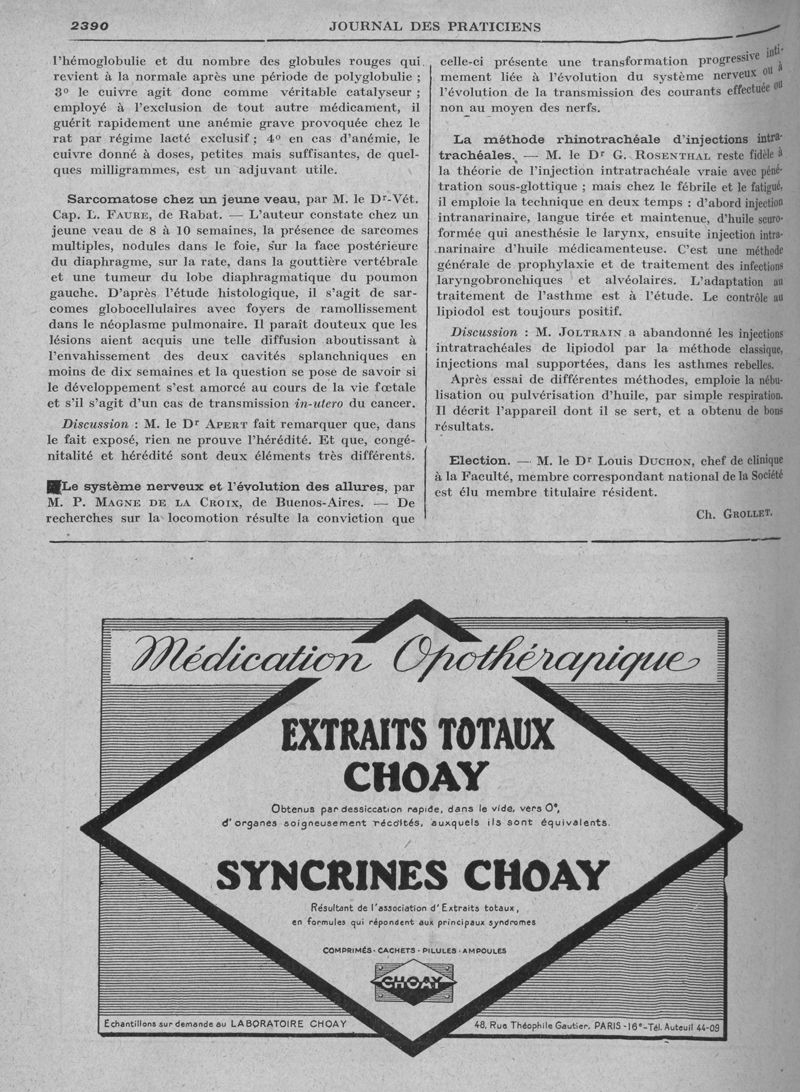 2390
JOURNAL DES PRATICIENS
l'hémoglobulie et du nombre des globules rouges qui
revient à la normale après une période de polyglobulie ;
3º le cuivre agit donc comme véritable catalyseur ;
employé à l'exclusion de tout autre médicament, il
guérit rapidement une anémie grave provoquée chez le
rat par régime lacté exclusif ; 4º en cas d'anémie, le
cuivre donné à doses, petites mais suffisantes, de quel-
ques milligrammes, est un adjuvant utile.
Sarcomatose chez un jeune veau, par M. le Dr-Vét.
Cap. L. FAURE, de Rabat. — L'auteur constate chez un
jeune veau de 8 à 10 semaines, la présence de sarcomes
multiples, nodules dans le foie, sur la face postérieure
du diaphragme, sur la rate, dans la gouttière vertébrale
et une tumeur du lobe diaphragmatique du poumon
gauche. D'après l'étude histologique, il s'agit de sar-
comes globocellulaires avec foyers de ramollissement
dans le néoplasme pulmonaire. Il paraît douteux que les
lésions aient acquis une telle diffusion aboutissant à
l'envahissement des deux cavités splanchniques en
moins de dix semaines et la question se pose de savoir si
le développement s'est amorcé au cours de la vie fœtale
et s'il s'agit d'un cas de transmission in-utero du cancer.
Discussion : M. le Dr APERT fait remarquer que, dans
le fait exposé, rien ne prouve l'hérédité. Et que, congé-
nitalité et hérédité sont deux éléments très différents.
Le système nerveux et l'évolution des allures, par
M. P. MAGNE DE LA CROIX, de Buenos-Aires. — De
recherches sur la locomotion résulte la conviction que
celle-ci présente une transformation progressive inti-
mement liée à l'évolution du système nerveux ou à
l'évolution de la transmission des courants effectuée ou
non au moyen des nerfs.
La méthode rhinotrachéale d'injections intra-
trachéales. — M. le Dr G. ROSENTHAL reste fidèle à
la théorie de l'injection intratrachéale vraie avec péné-
tration sous-glottique ; mais chez le fébrile et le fatigué,
il emploie la technique en deux temps : d'abord injection
intranarinaire, langue tirée et maintenue, d'huile scuro-
formée qui anesthésie le larynx, ensuite injection intra-
narinaire d'huile médicamenteuse. C'est une méthode
générale de prophylaxie et de traitement des infections
laryngobronchiques et alvéolaires. L'adaptation au
traitement de l'asthme est à l'étude. Le contrôle au
lipiodol est toujours positif.
Discussion : M. JOLTRAIN a abandonné les injections
intratrachéales de lipiodol par la méthode classique,
injections mal supportées, dans les asthmes rebelles.
Après essai de différentes méthodes, emploie la nébu-
lisation ou pulvérisation d'huile, par simple respiration.
Il décrit l'appareil dont il se sert, et a obtenu de bons
résultats.
Election. — M. le Dr Louis DUCHON, chef de clinique
à la Faculté, membre correspondant national de la Société
est élu membre titulaire résident.
Ch. GROLLET.
Médication Opothérapique
EXTRAITS TOTAUX
CHOAY
Obtenus par dessiccation rapide, dans le vide, vers 0°,
d'organes soigneusement récoltés, auxquels ils sont équivalents.
SYNCRINES CHOAY
Résultant de l'association d'Extraits totaux,
en formules qui répondent aux principaux syndromes
COMPRIMÉS - CACHETS - PILULES - AMPOULES
CHOAY
Echantillons sur demande au LABORATOIRE CHOAY
48, Rue Théophile Gautier, PARIS - 16e - Tél. Auteuil 44-09